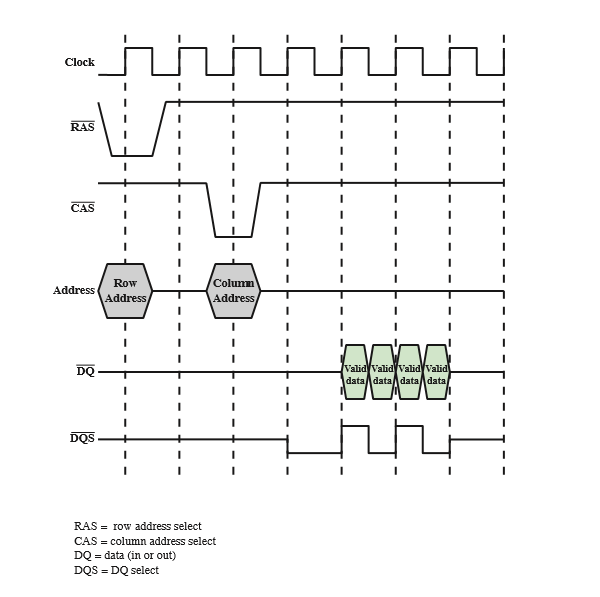 Clock
RAS
CAS
Address
Row
Address
Column
Address
DQ
Valid Valid Valid Valid
data data data data
DQS
RAS = row address select
CAS = column address select
DQ = data (in or out)
DQS = DQ select